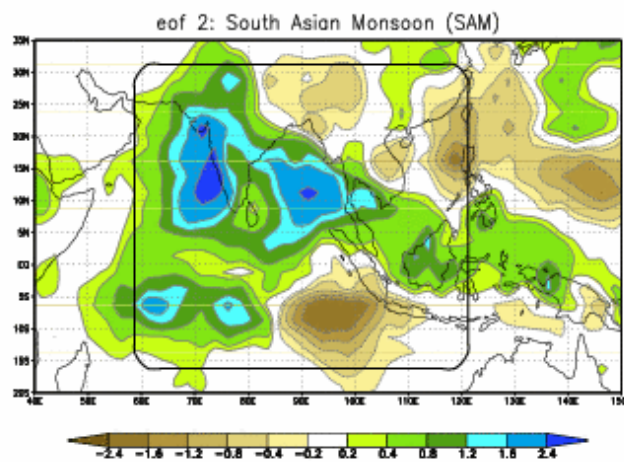 eof 2: South Asian Monsoon (SAM)
35N
30N
25N
20N
15N
10N
5N
EQ
5S
10S
15S
20S
40E 50E 60E 70E 80E 90E 100E 110E 120E 130E 140E 150E
-2.4 -1.6 -1.2 -0.8 -0.4 -0.2 0.2 0.4 0.8 1.2 1.6 2.4